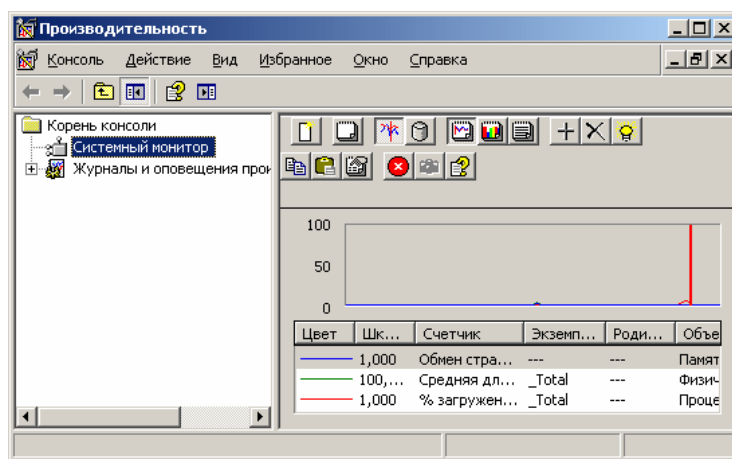 Производительность
Консоль Действие Вид Избранное Окно Справка
Корень консоли
Системный монитор
Журналы и оповещения прои
100
50
0
Цвет Шк... Счетчик Экземп... Роди... Объе
1,000 Обмен стра... --- --- Памят
100,... Средняя дл... _Total --- Физич
1,000 % загружен... _Total --- Проце